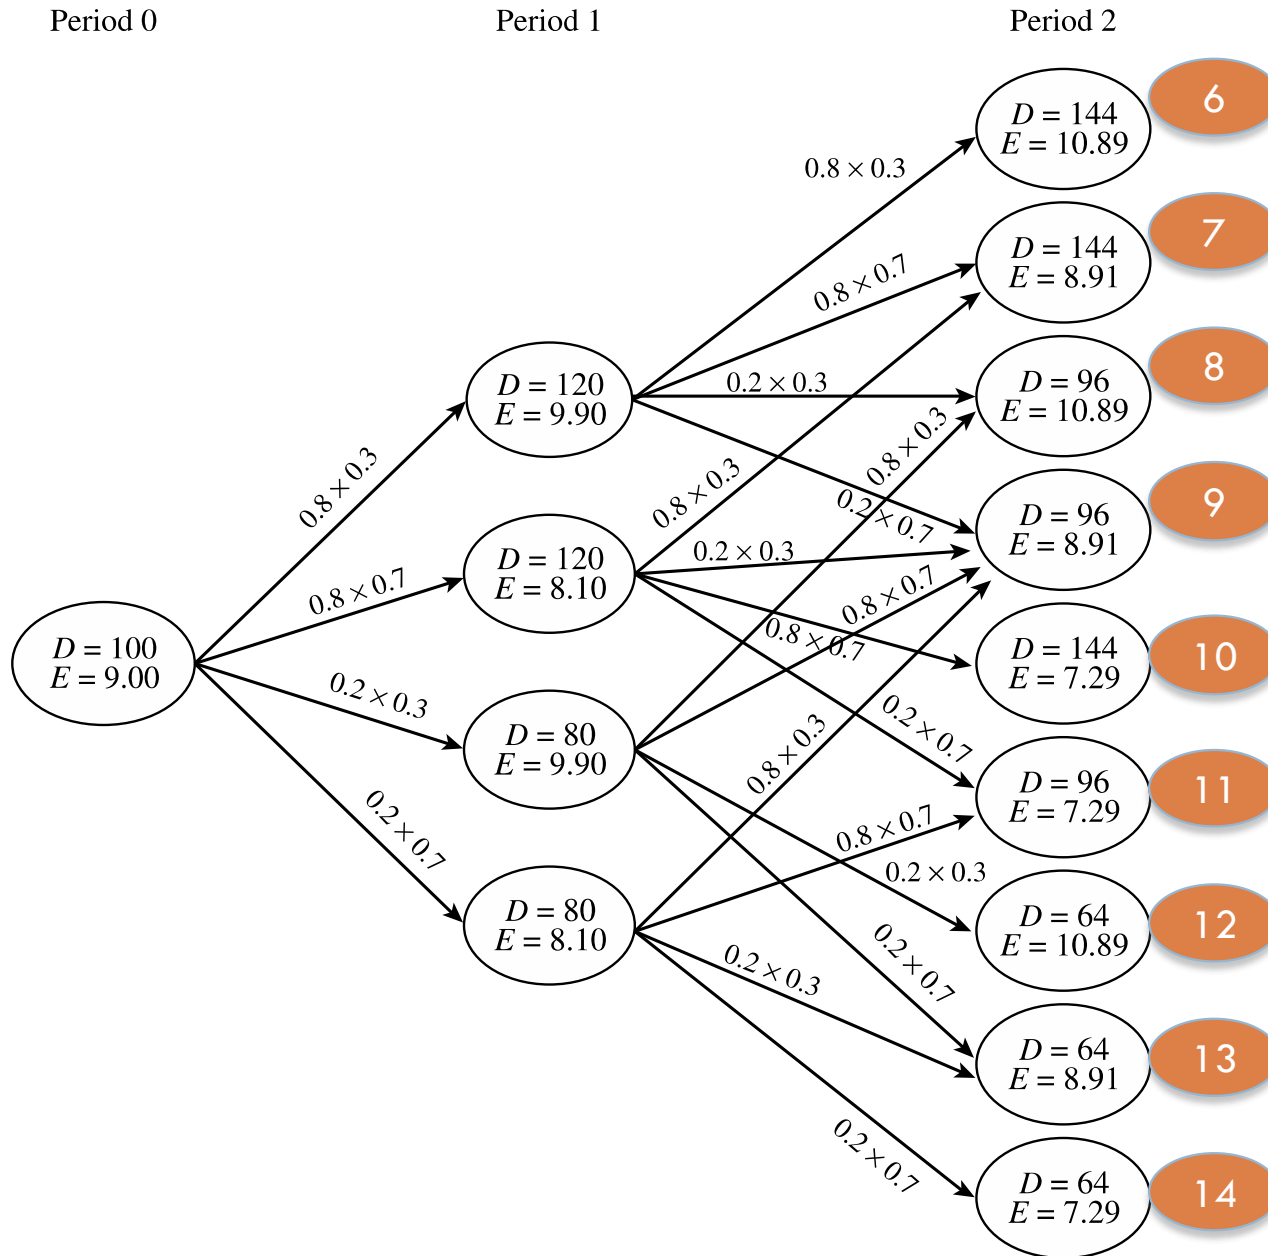 Period 0
Period 1
Period 2
D = 144
E = 10.89
6
0.8 × 0.3
D = 144
E = 8.91
7
0.8 × 0.7
D = 120
E = 9.90
0.2 × 0.3
D = 96
E = 10.89
8
0.8 × 0.3
0.8 × 0.3
0.8 × 0.3
0.2 × 0.7
D = 96
E = 8.91
9
D = 120
E = 8.10
0.2 × 0.3
0.8 × 0.7
0.8 × 0.7
0.8 × 0.7
D = 100
E = 9.00
D = 144
E = 7.29
10
0.2 × 0.3
D = 80
E = 9.90
0.8 × 0.3
0.2 × 0.7
D = 96
E = 7.29
11
0.2 × 0.7
0.8 × 0.7
0.2 × 0.3
D = 80
E = 8.10
D = 64
E = 10.89
12
0.2 × 0.3
0.2 × 0.7
D = 64
E = 8.91
13
0.2 × 0.7
D = 64
E = 7.29
14